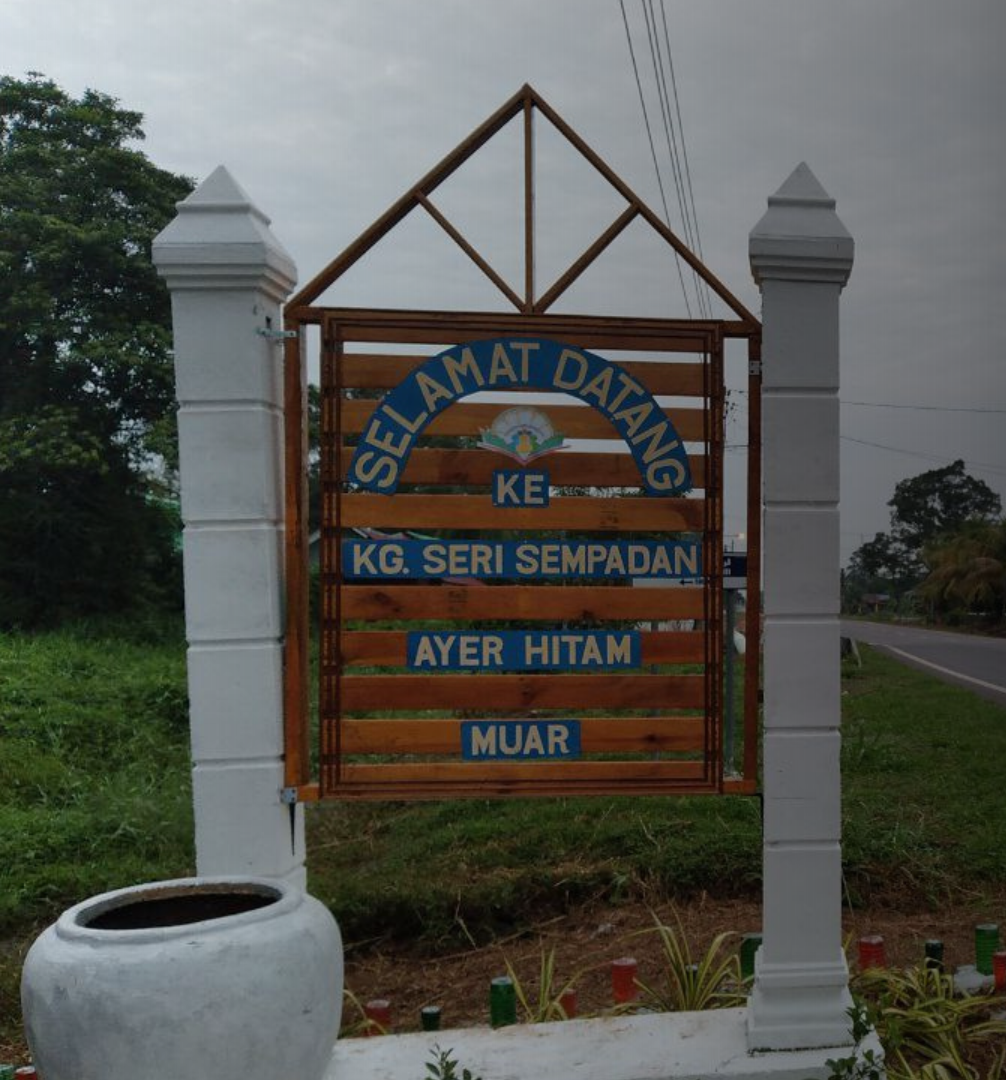 SELAMAT DATANG
KE
KG. SERI SEMPADAN
AYER HITAM
MUAR